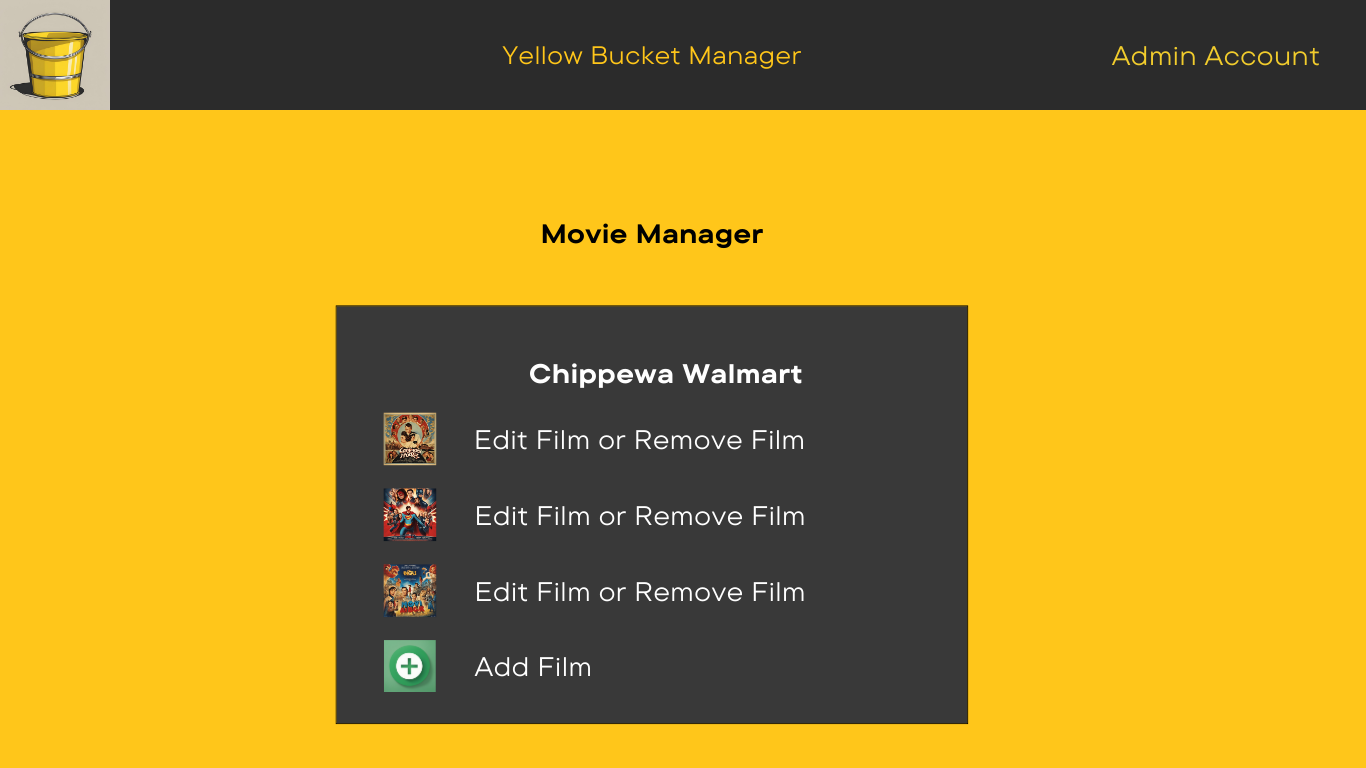 Yellow Bucket Manager
Admin Account
Movie Manager
Chippewa Walmart
Edit Film or Remove Film
Edit Film or Remove Film
Edit Film or Remove Film
Add Film